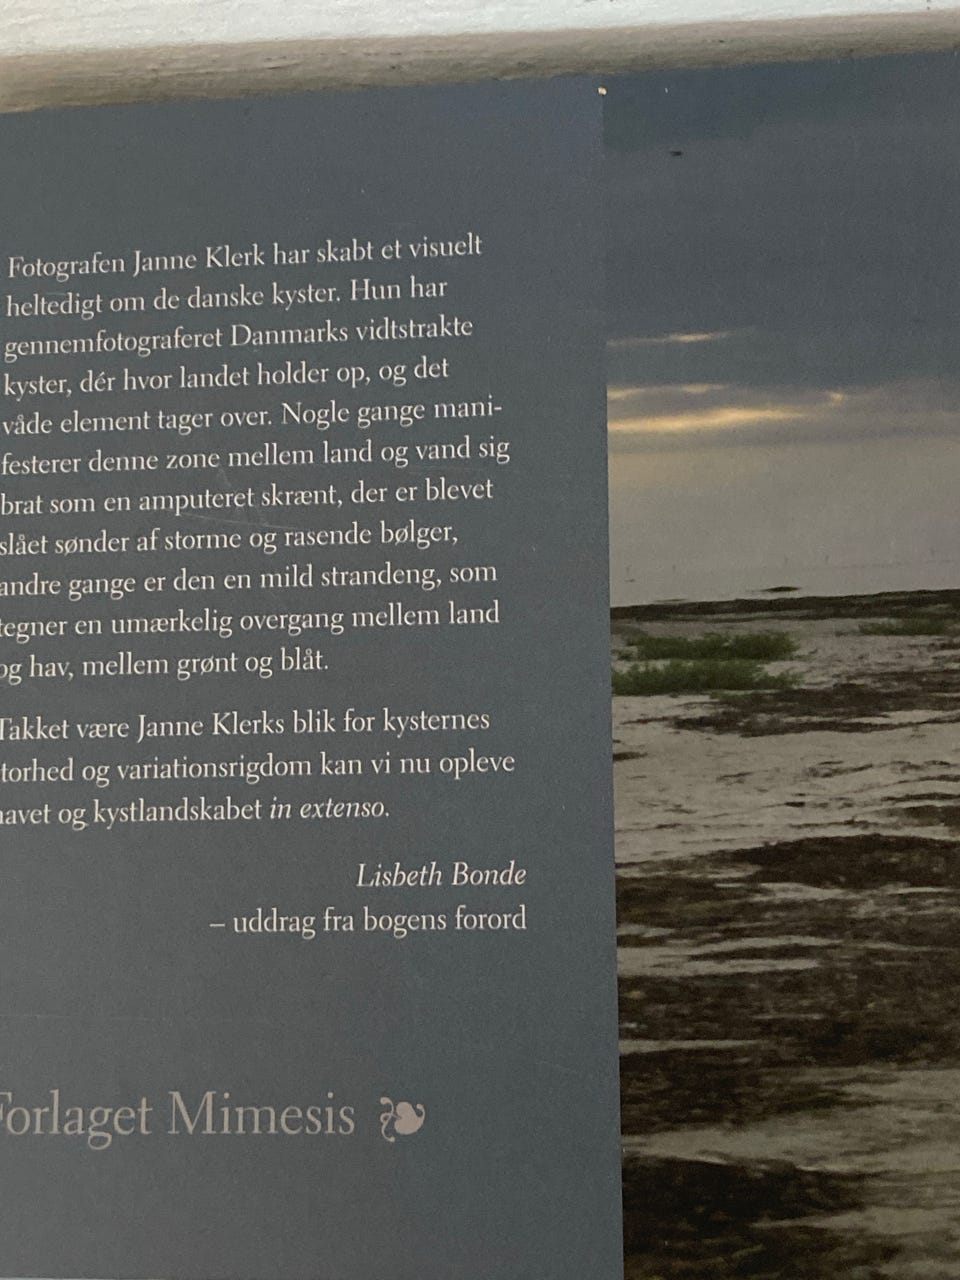 Fotografen Janne Klerk har skabt et visuelt
heltedigt om de danske kyster. Hun har
gennemfotograferet Danmarks vidtstrakte
kyster, dér hvor landet holder op, og det
våde element tager over. Nogle gange mani-
festerer denne zone mellem land og vand sig
brat som en amputeret skrænt, der er blevet
slået sønder af storme og rasende bølger,
andre gange er den en mild strandeng, som
tegner en umærkelig overgang mellem land
og hav, mellem grønt og blåt.
Takket være Janne Klerks blik for kysternes
torhed og variationsrigdom kan vi nu opleve
havet og kystlandskabet in extenso.
Lisbeth Bonde
– uddrag fra bogens forord
Forlaget Mimesis